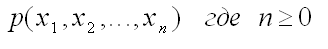 p(x₁,x₂,...,xₙ) где n ≥ 0